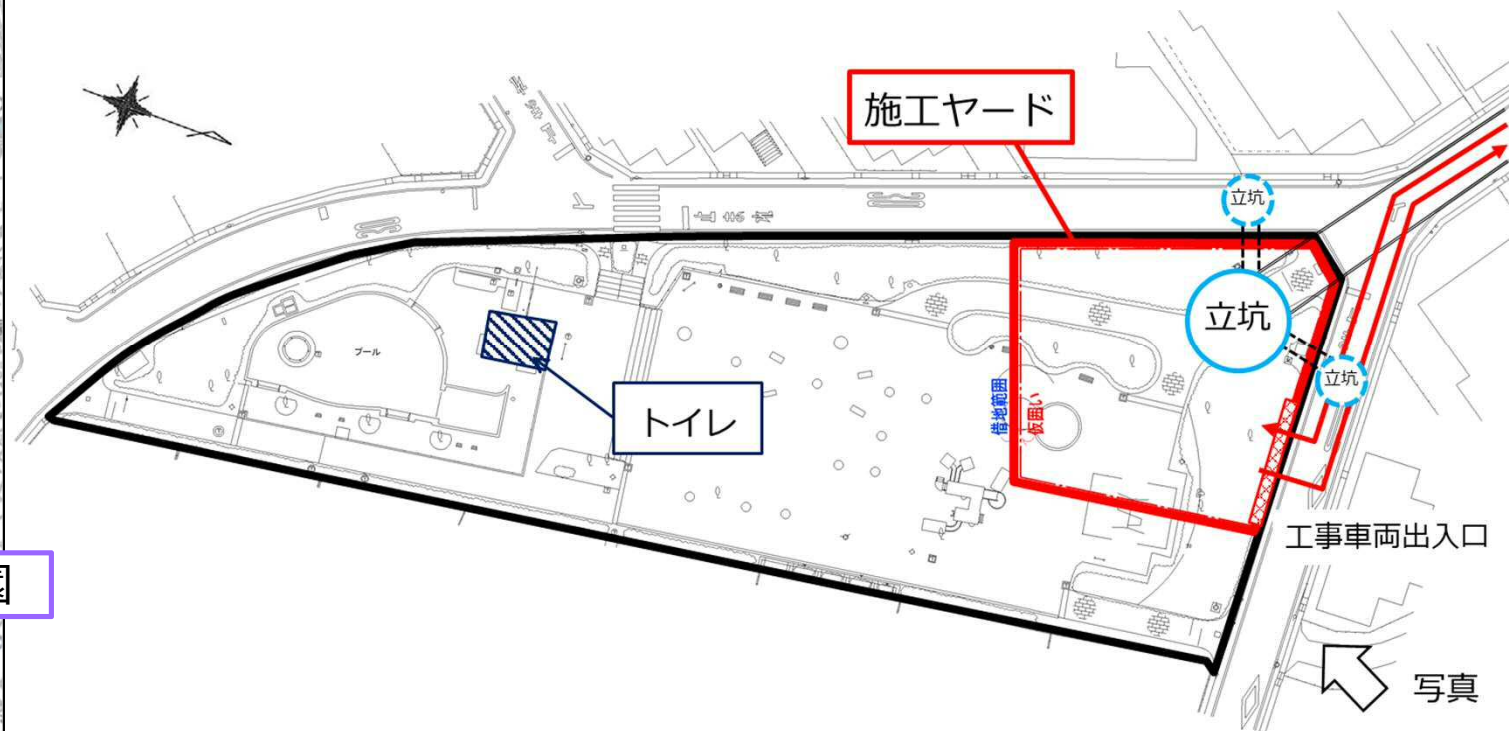 施工ヤード
立坑
立坑
立坑
プール
トイレ
借地範囲
仮囲い
工事車両出入口
園
写真